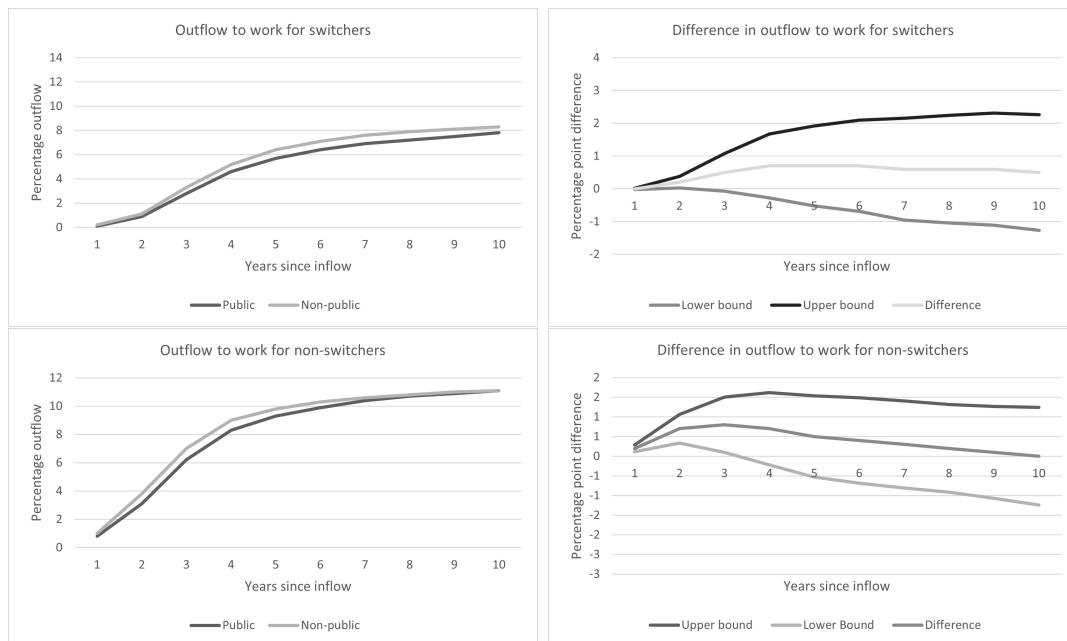 Outflow to work for switchers
14
12
10
8
6
4
2
0
Percentage outflow
1 2 3 4 5 6 7 8 9 10
Years since inflow
Public Non-public
Difference in outflow to work for switchers
4
3
2
1
0
-1
-2
Percentage point difference
1 2 3 4 5 6 7 8 9 10
Years since inflow
Lower bound Upper bound Difference
Outflow to work for non-switchers
12
10
8
6
4
2
0
Percentage outflow
1 2 3 4 5 6 7 8 9 10
Years since inflow
Public Non-public
Difference in outflow to work for non-switchers
2
2
1
1
0
-1
-1
-2
-2
-3
-3
Percentage point difference
1 2 3 4 5 6 7 8 9 10
Years since inflow
Upper bound Lower Bound Difference